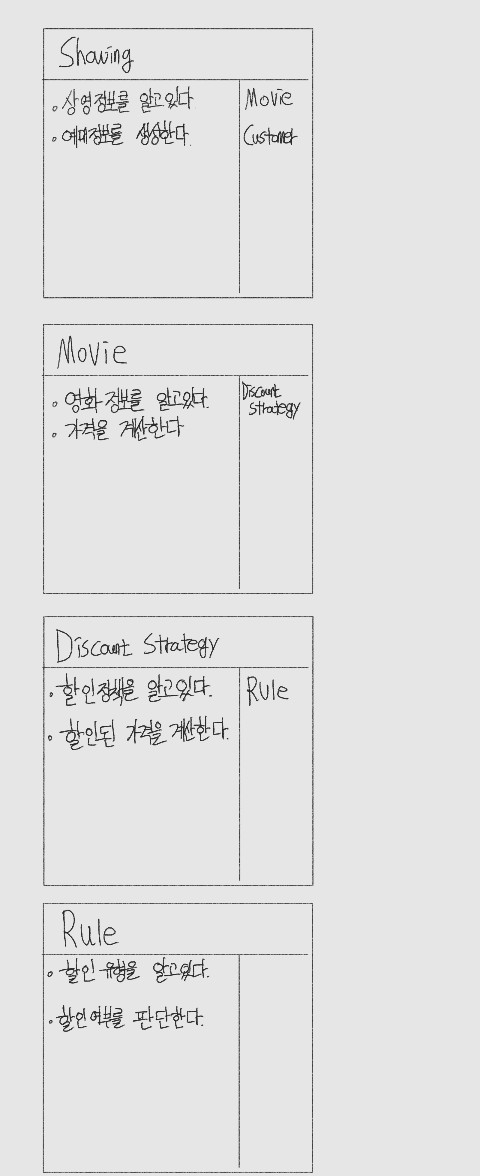 Showing
상영정보를 알고있다
Movie
예매정보를 생성한다.
Customer
Movie
영화 정보를 알고있다.
가격을 계산한다
Discount
strategy
Discount Strategy
할인정책을 알고있다.
Rule
할인된 가격을 계산한다.
Rule
할인 유형을 알고있다.
할인여부를 판단한다.